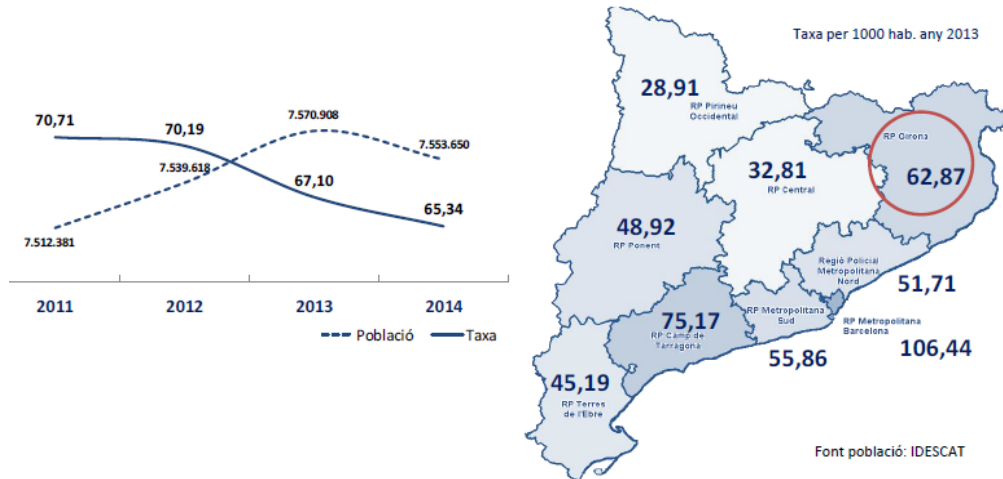 7.570.908
70,71
70,19
7.553.650
7.539.618
67,10
65,34
7.512.381
2011
2012
2013
2014
Població
Taxa
Taxa per 1000 hab. any 2013
28,91
RP Pirineu
Occidental
RP Girona
62,87
32,81
RP Central
48,92
RP Ponent
Regió Policial
Metropolitana
Nord
51,71
75,17
RP Camp de
Tarragona
RP Metropolitana
Sud
55,86
RP Metropolitana
Barcelona
106,44
45,19
RP Terres
de l'Ebre
Font població: IDESCAT